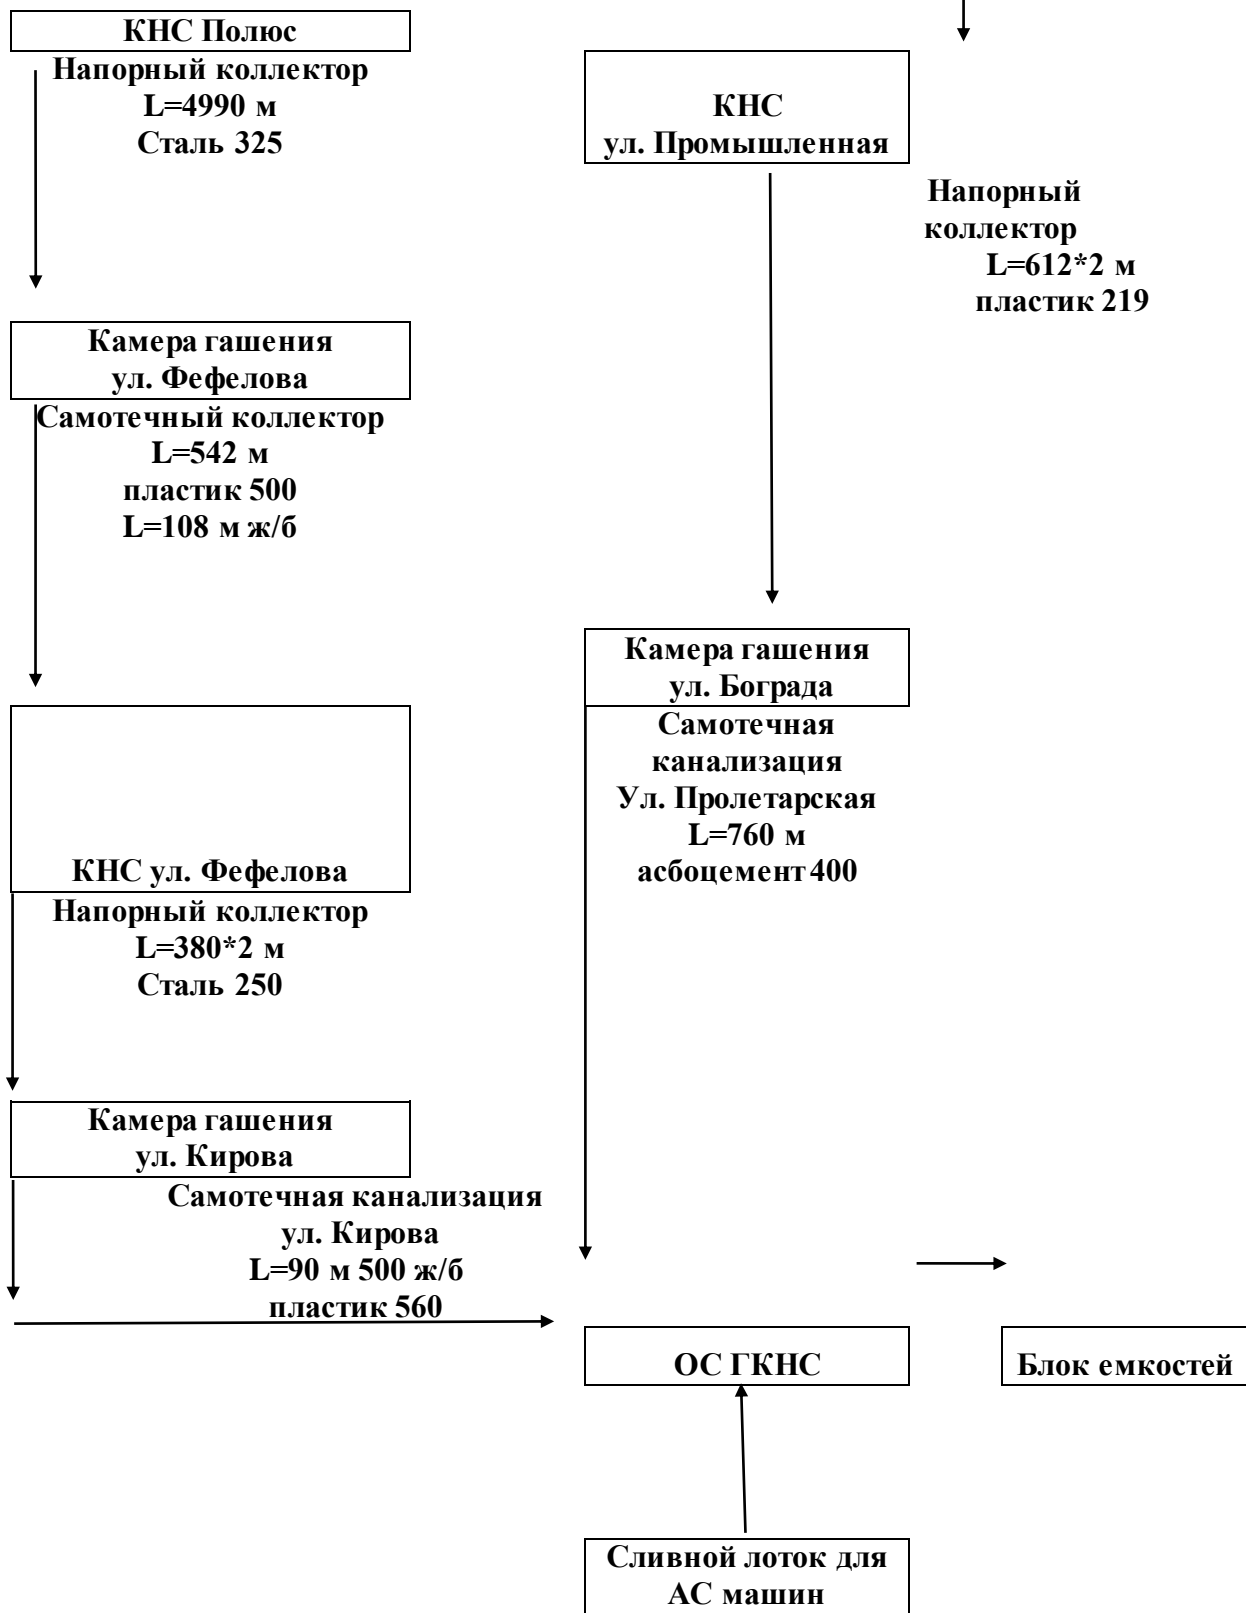 КНС Полюс
Напорный коллектор
L=4990 м
Сталь 325
Камера гашения
ул. Фефелова
Самотечный коллектор
L=542 м
пластик 500
L=108 м ж/б
КНС ул. Фефелова
Напорный коллектор
L=380*2 м
Сталь 250
Камера гашения
ул. Кирова
Самотечная канализация
ул. Кирова
L=90 м 500 ж/б
пластик 560
КНС
ул. Промышленная
Напорный
коллектор
L=612*2 м
пластик 219
Камера гашения
ул. Бограда
Самотечная
канализация
Ул. Пролетарская
L=760 м
асбоцемент 400
ОС ГКНС
Блок емкостей
Сливной лоток для
АС машин